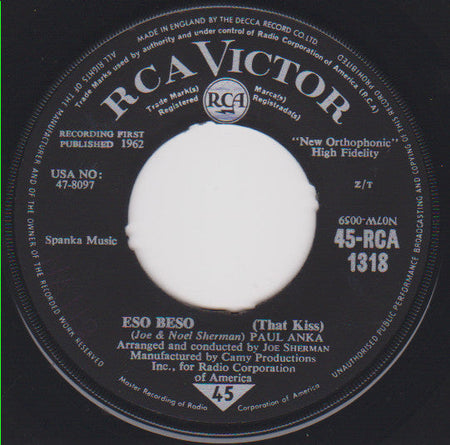 MADE IN ENGLAND BY THE DECCA RECORD CO LTD
Trade Marks used by authority and under control of Radio Corporation of America (R.C.A)
ALL RIGHTS OF THE MANUFACTURER AND OF THE OWNER OF THE RECORDED WORK RESERVED
UNAUTHORISED PUBLIC PERFORMANCE BROADCASTING AND COPYING OF THIS RECORD PROHIBITED
RCA VICTOR
Trade Mark(s)
Registered
RCA
Marca(s)
Registrada(s)
RECORDING FIRST
PUBLISHED 1962
"New Orthophonic"
High Fidelity
USA NO:
47-8097
Z/T
NO7W-0059
45-RCA
1318
Spanka Music
ESO BESO (That Kiss)
(Joe & Noel Sherman) PAUL ANKA
Arranged and conducted by JOE SHERMAN
Manufactured by Camy Productions
Inc., for Radio Corporation
of America
45
Master Recording of Radio Corporation of America